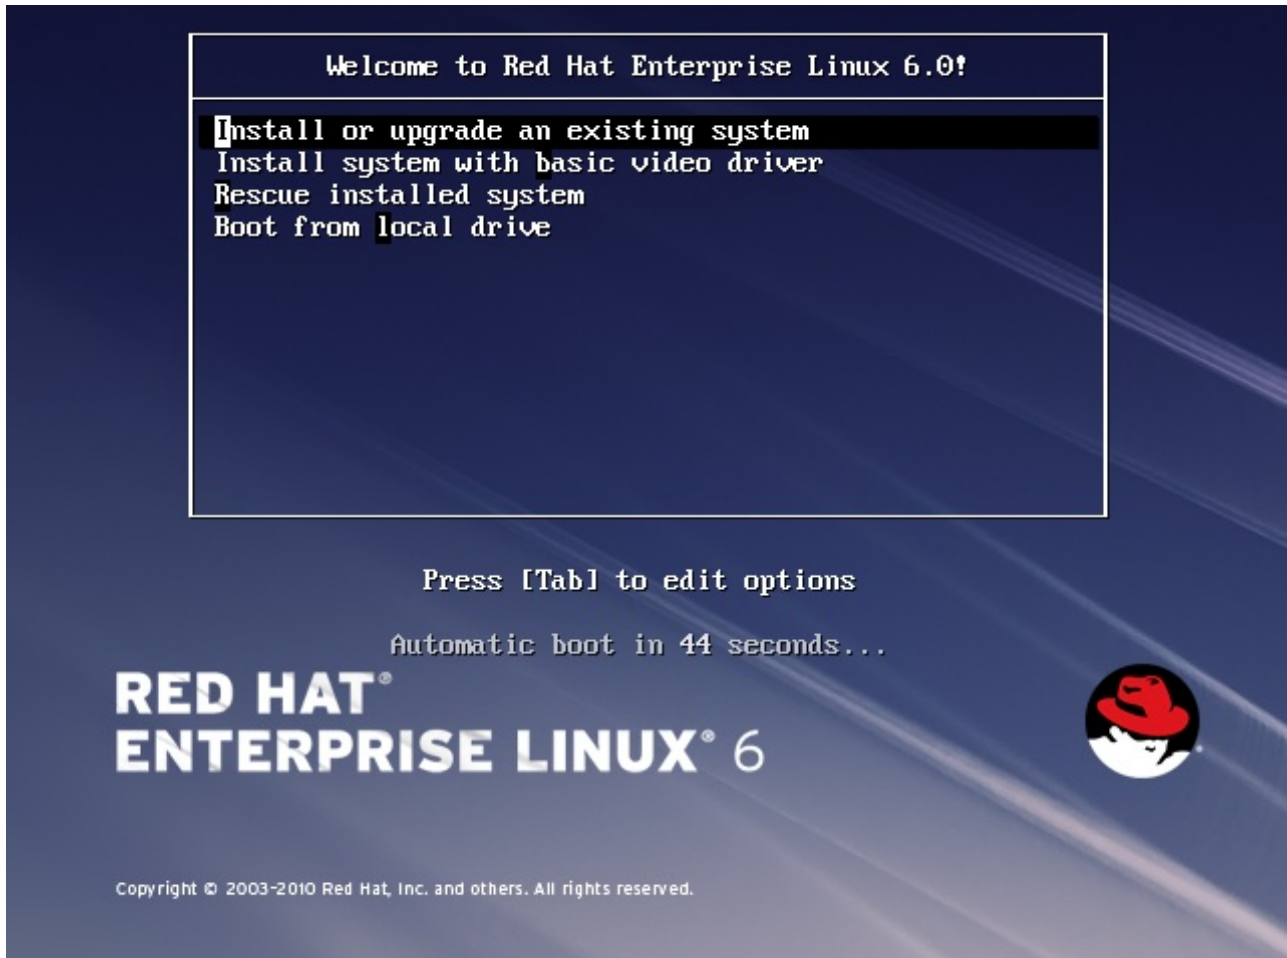 Welcome to Red Hat Enterprise Linux 6.0!
Install or upgrade an existing system
Install system with basic video driver
Rescue installed system
Boot from local drive
Press [Tab] to edit options
Automatic boot in 44 seconds...
RED HAT®
ENTERPRISE LINUX® 6
Copyright © 2003-2010 Red Hat, Inc. and others. All rights reserved.